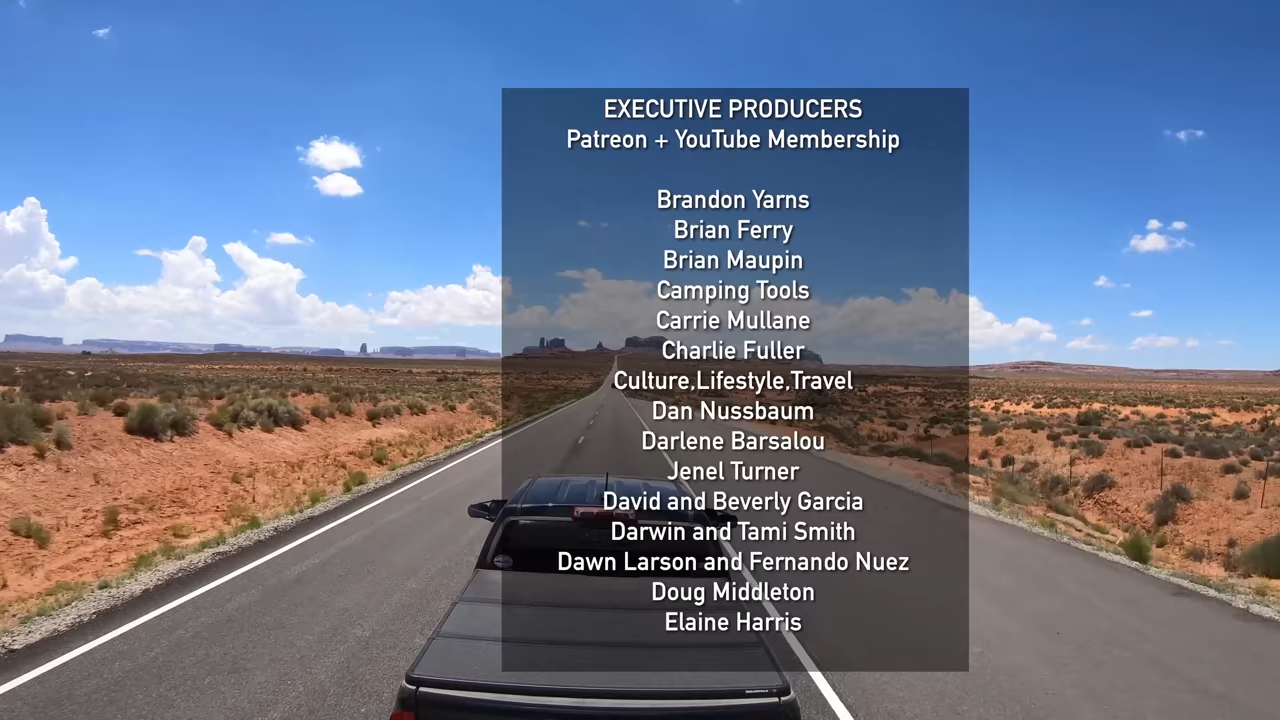 EXECUTIVE PRODUCERS
Patreon + YouTube Membership
Brandon Yarns
Brian Ferry
Brian Maupin
Camping Tools
Carrie Mullane
Charlie Fuller
Culture,Lifestyle,Travel
Dan Nussbaum
Darlene Barsalou
Jenel Turner
David and Beverly Garcia
Darwin and Tami Smith
Dawn Larson and Fernando Nuez
Doug Middleton
Elaine Harris